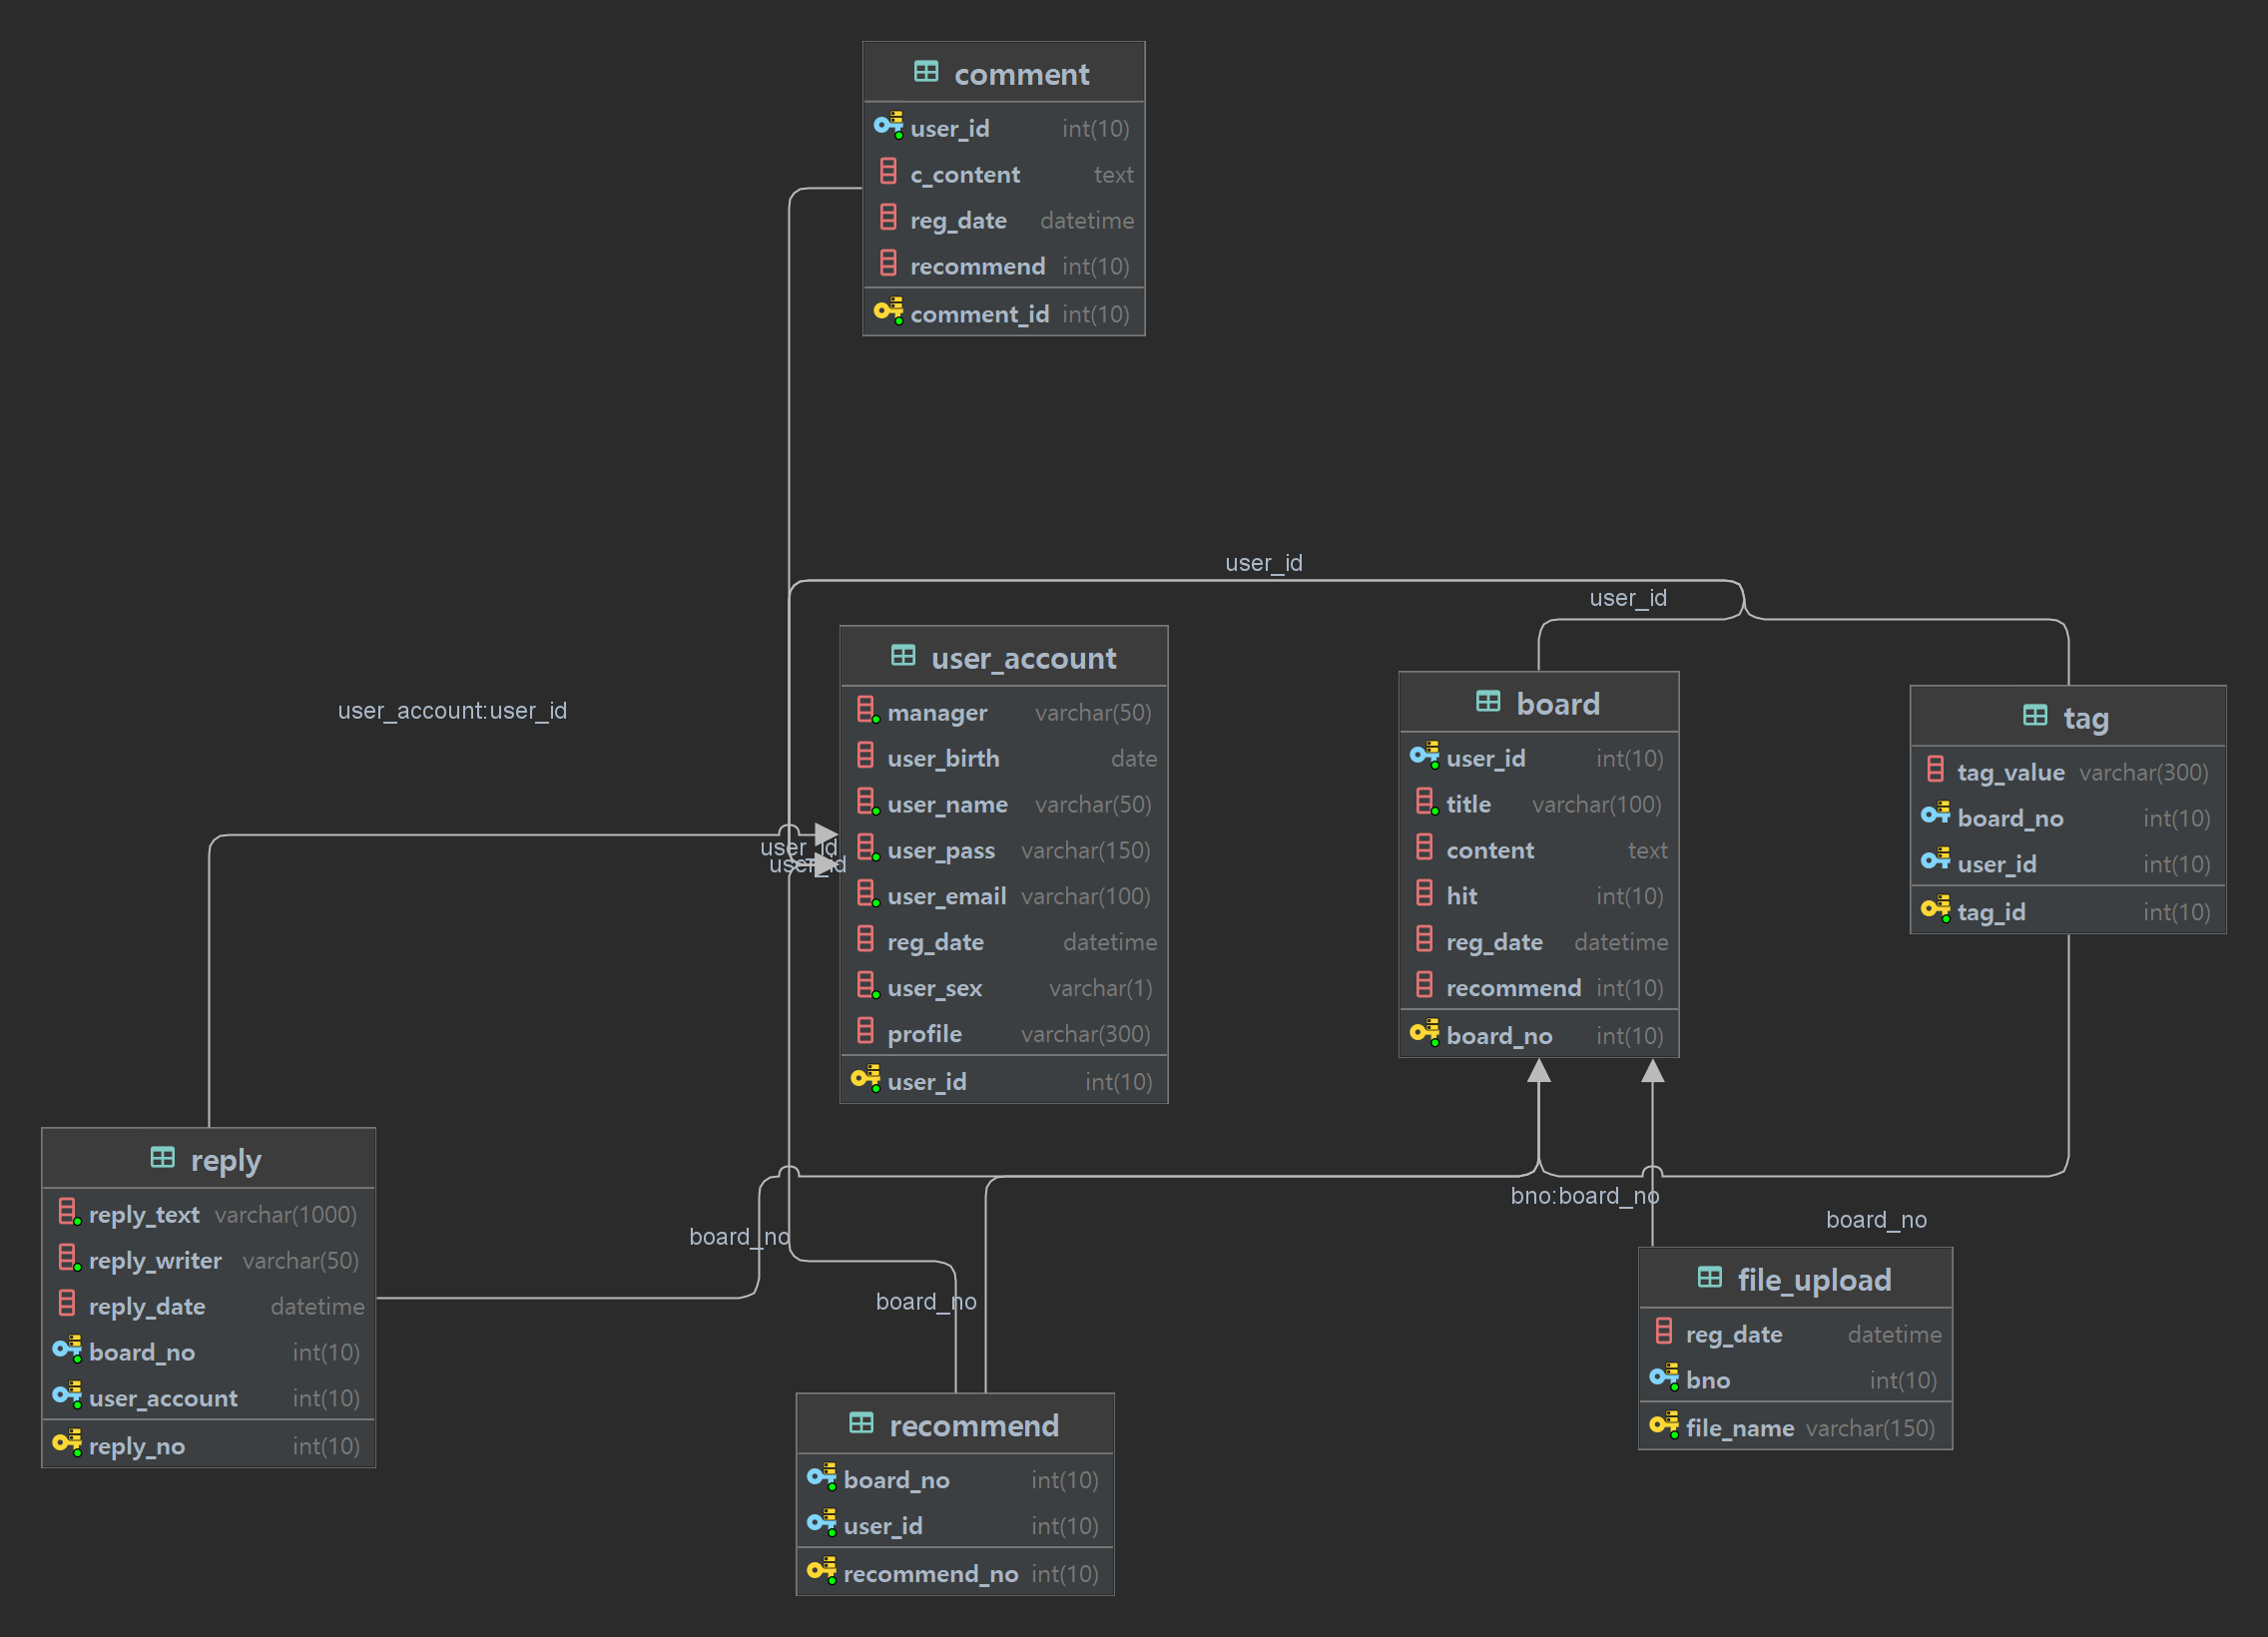 comment
user_id int(10)
c_content text
reg_date datetime
recommend int(10)
comment_id int(10)
user_id
user_id
user_account:user_id
user_account
manager varchar(50)
user_birth date
user_name varchar(50)
user_pass varchar(150)
user_email varchar(100)
reg_date datetime
user_sex varchar(1)
profile varchar(300)
user_id int(10)
user_id
user_id
board
user_id int(10)
title varchar(100)
content text
hit int(10)
reg_date datetime
recommend int(10)
board_no int(10)
tag
tag_value varchar(300)
board_no int(10)
user_id int(10)
tag_id int(10)
reply
reply_text varchar(1000)
reply_writer varchar(50)
reply_date datetime
board_no int(10)
user_account int(10)
reply_no int(10)
board_no
board_no
bno:board_no
board_no
recommend
board_no int(10)
user_id int(10)
recommend_no int(10)
file_upload
reg_date datetime
bno int(10)
file_name varchar(150)